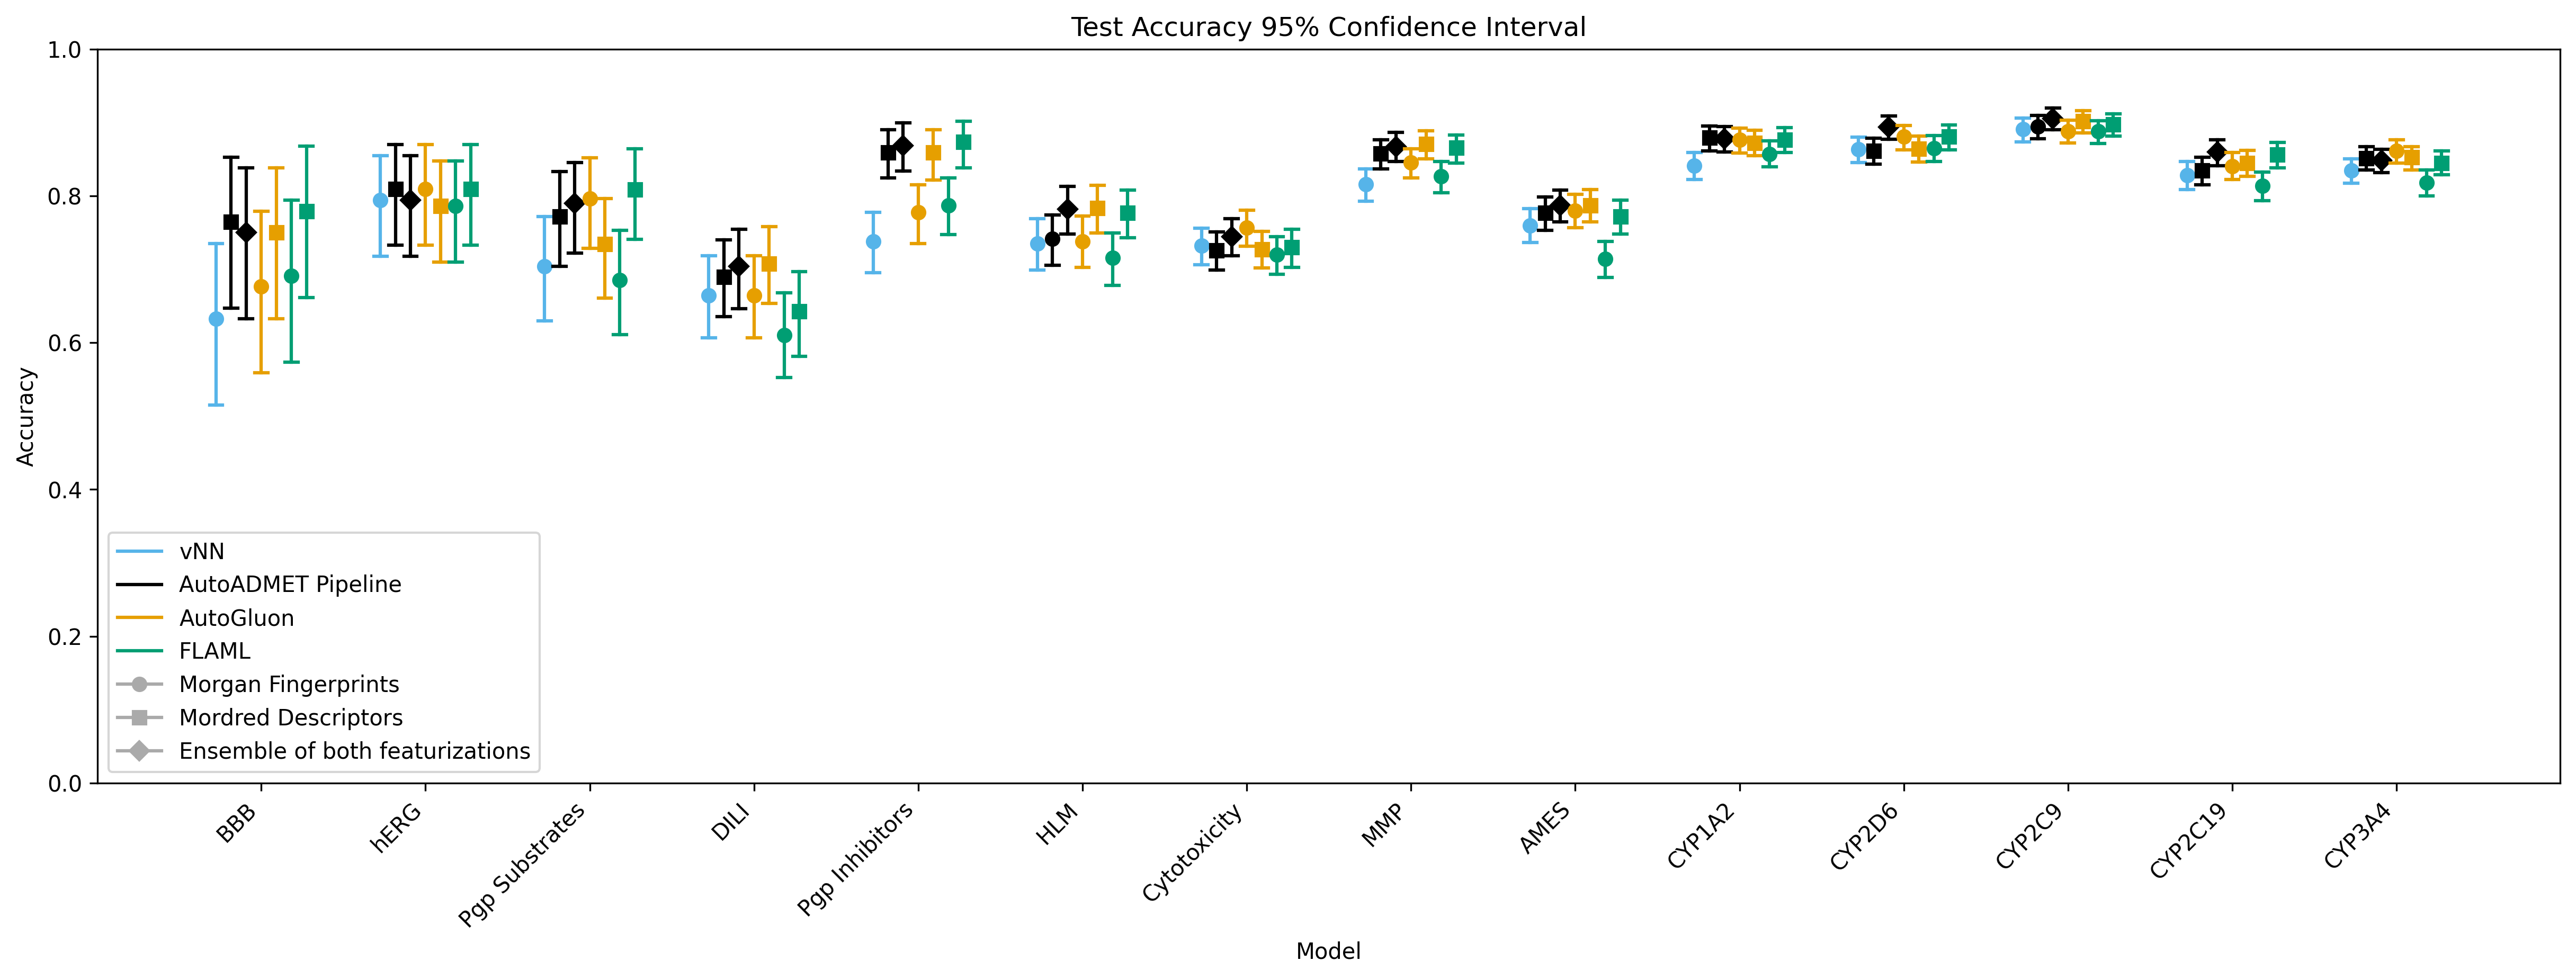 Test Accuracy 95% Confidence Interval
1.0
0.8
0.6
0.4
0.2
0.0
Accuracy
vNN
AutoADMET Pipeline
AutoGluon
FLAML
Morgan Fingerprints
Mordred Descriptors
Ensemble of both featurizations
BBB
hERG
Pgp Substrates
DILI
Pgp Inhibitors
HLM
Cytotoxicity
MMP
AMES
CYP1A2
CYP2D6
CYP2C9
CYP2C19
CYP3A4
Model